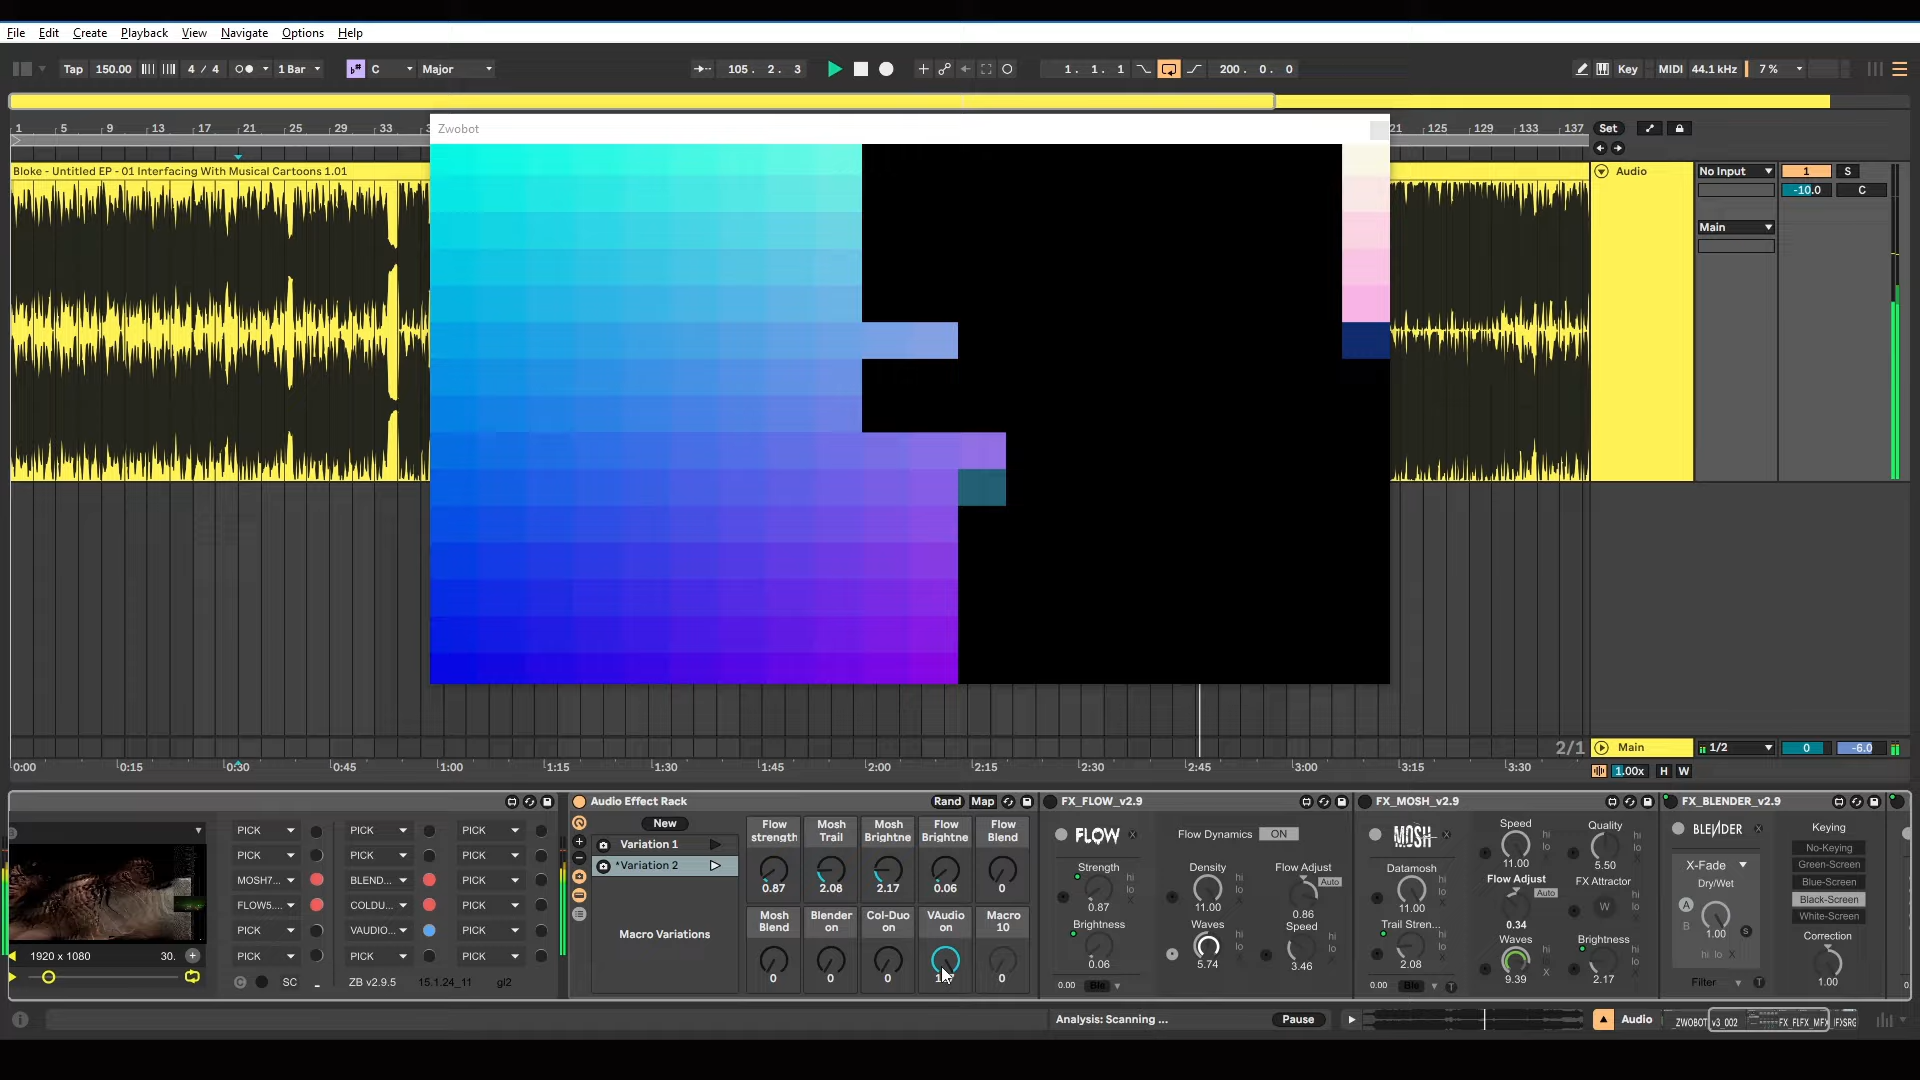 File Edit Create Playback View Navigate Options Help
Tap 150.00 4 / 4 1 Bar C Major 105. 2. 3 1. 1. 1 200. 0. 0 Key MIDI 44.1 kHz 7 %
1 5 9 13 17 21 25 29 33 21 125 129 133 137 Set
Zwobot
Bloke - Untitled EP - 01 Interfacing With Musical Cartoons 1.01
Audio No Input 1 S
-10.0 C
Main
2/1 Main 1/2 0 -6.0
0:00 0:15 0:30 0:45 1:00 1:15 1:30 1:45 2:00 2:15 2:30 2:45 3:00 3:15 3:30 1.00x H W
PICK PICK PICK
PICK PICK PICK
MOSH7... BLEND... PICK
FLOW5.... COLDU... PICK
PICK VAUDIO... PICK
PICK PICK PICK
1920 x 1080 30.
C SC - ZB v2.9.5 15.1.24_11 gl2
Audio Effect Rack Rand Map
New
Variation 1
*Variation 2
Macro Variations
Flow strength Mosh Trail Mosh Brightne Flow Brightne Flow Blend
0.87 2.08 2.17 0.06 0
Mosh Blend Blender on Col-Duo on VAudio on Macro 10
0 0 0 0
FX_FLOW_v2.9
FLOW X Flow Dynamics ON
Strength Density Flow Adjust
Auto
hi lo
0.87 11.00 0.86
Brightness Waves Speed
hi lo
0.06 5.74 3.46
0.00 Ble
FX_MOSH_v2.9
MOSH X Speed Quality
11.00 5.50
Datamosh Flow Adjust Auto FX Attractor
11.00 0.34 W
Trail Stren... Waves Brightness
hi lo X
2.08 9.39 2.17
0.00 Ble T
FX_BLENDER_v2.9
BLENDER X Keying
No-Keying
X-Fade Green-Screen
Dry/Wet Blue-Screen
A Black-Screen
B 1.00 S White-Screen
hi lo X Correction
Filter T 1.00
Analysis: Scanning ... Pause Audio ZWOBOT v3_002